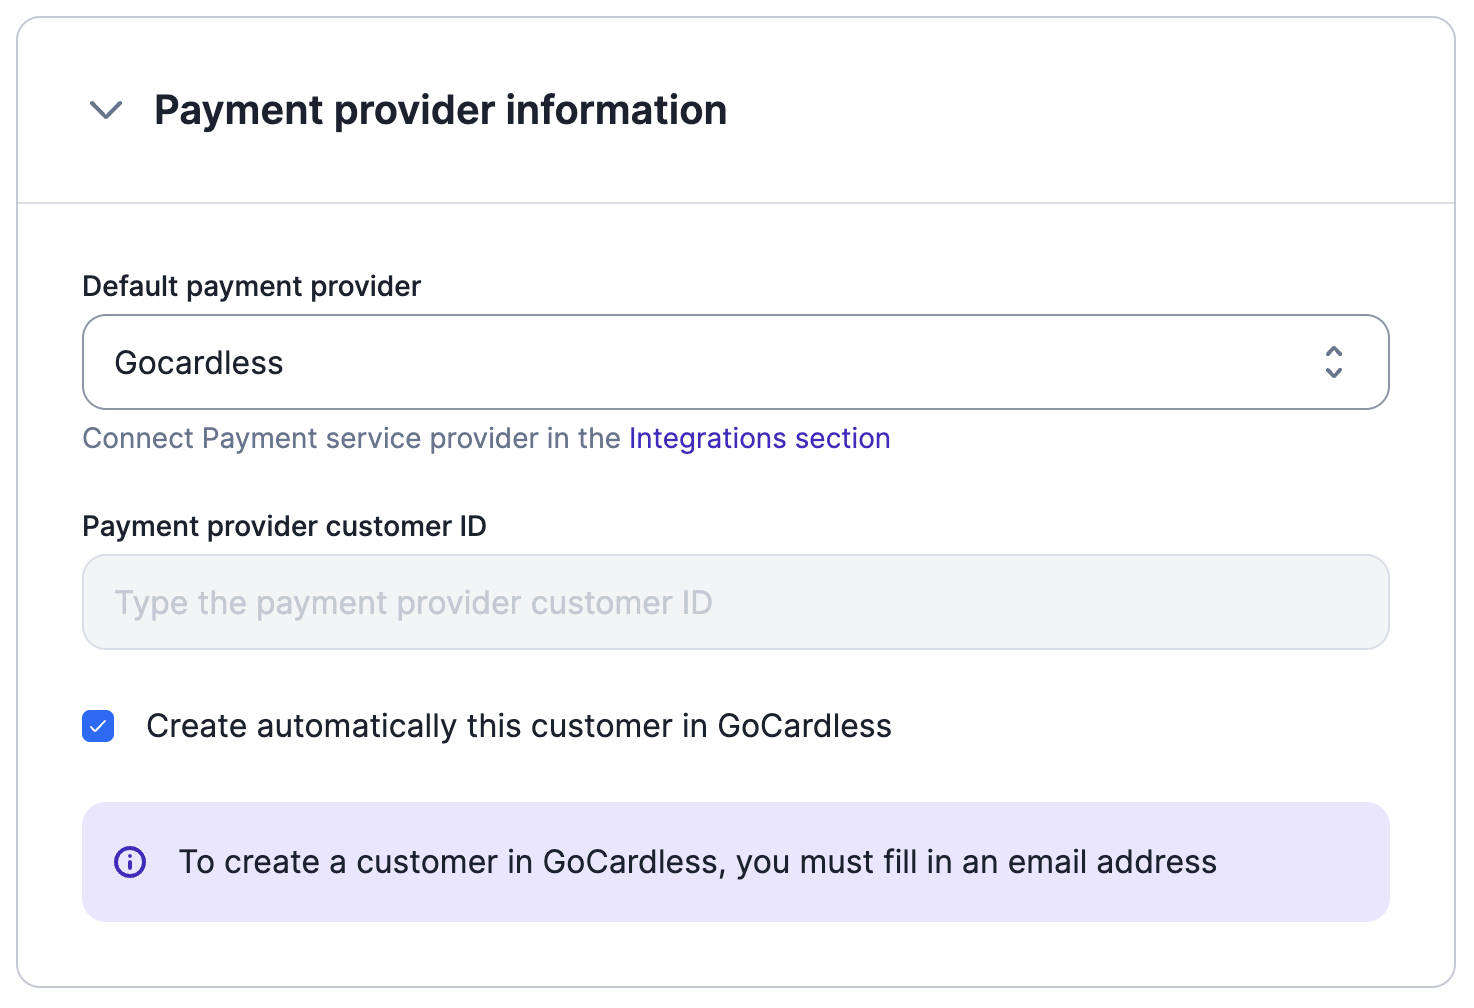 Payment provider information
Default payment provider
Gocardless
Connect Payment service provider in the Integrations section
Payment provider customer ID
Type the payment provider customer ID
Create automatically this customer in GoCardless
To create a customer in GoCardless, you must fill in an email address